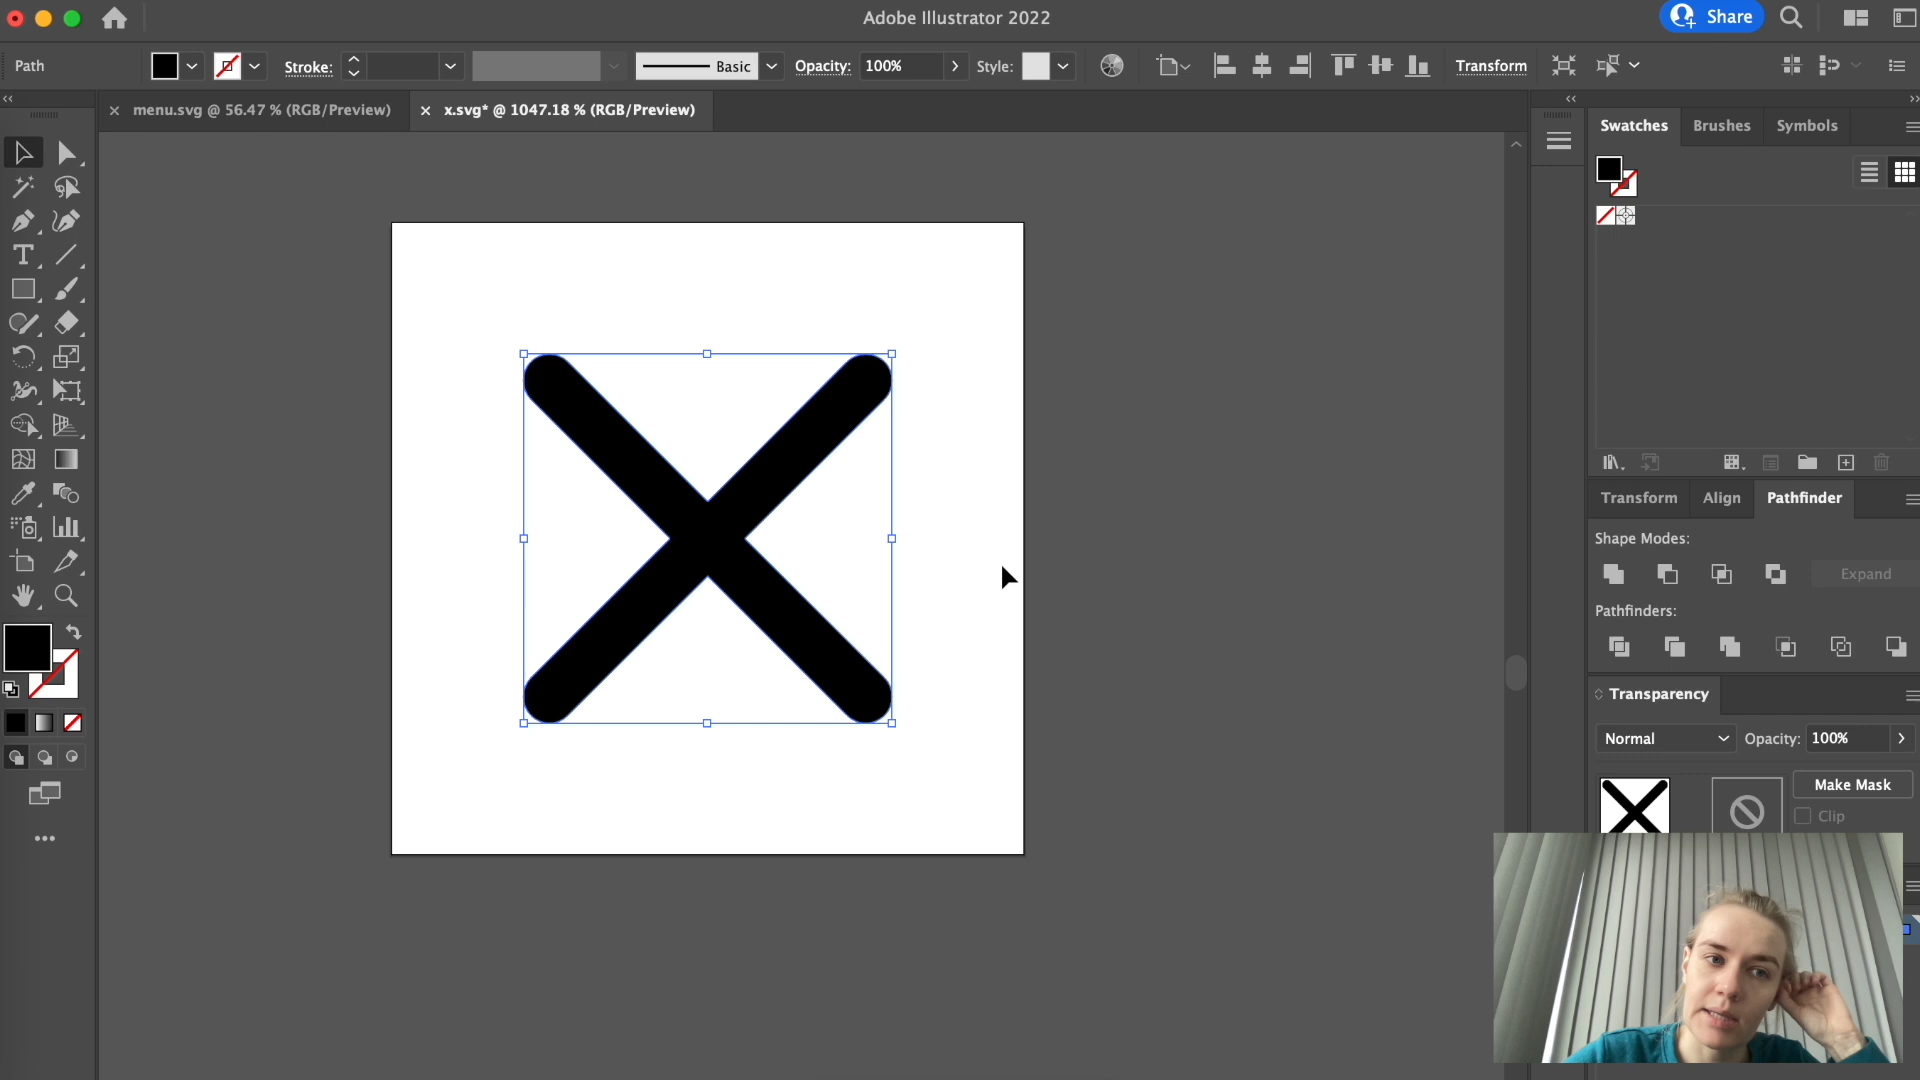 Adobe Illustrator 2022
Share
Path
Stroke:
Basic
Opacity:
100%
Style:
Transform
menu.svg @ 56.47 % (RGB/Preview)
x.svg* @ 1047.18 % (RGB/Preview)
Swatches
Brushes
Symbols
Transform
Align
Pathfinder
Shape Modes:
Expand
Pathfinders:
Transparency
Normal
Opacity:
100%
Make Mask
Clip